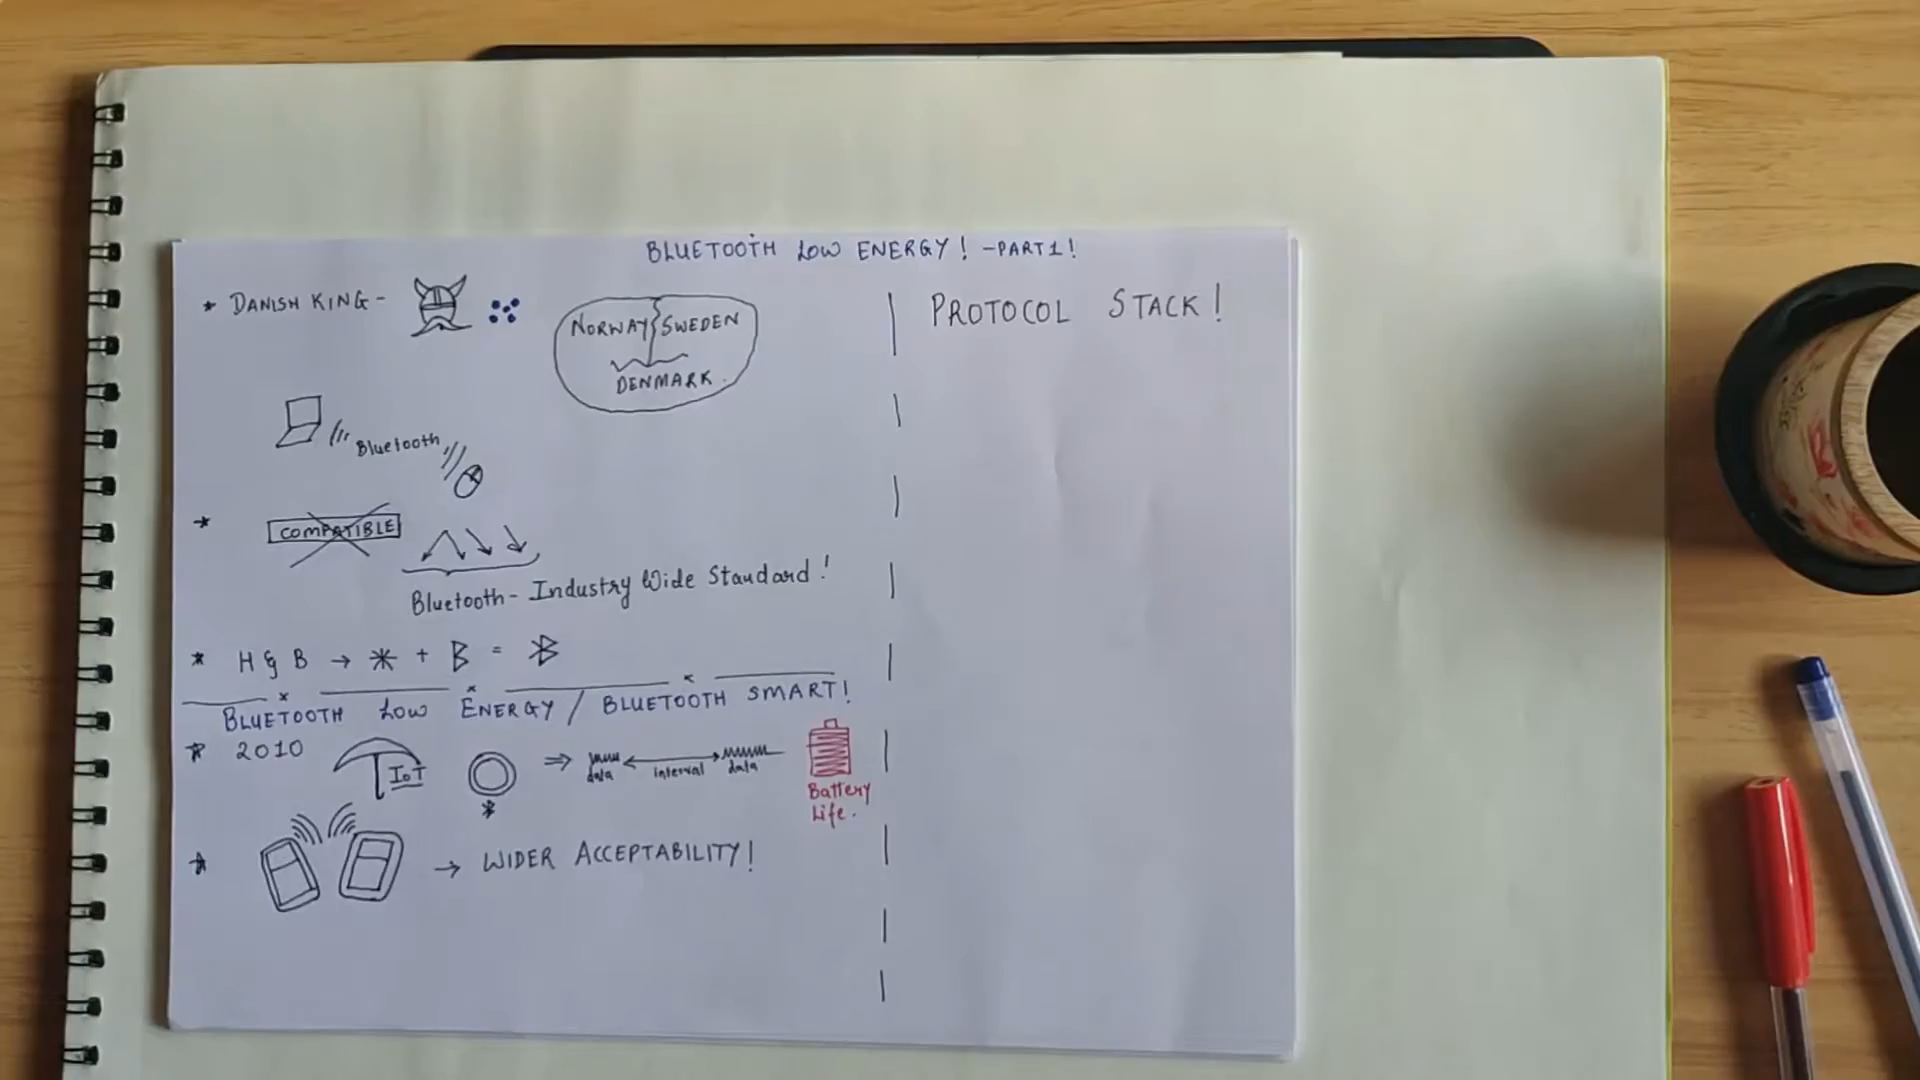 BLUETOOTH LOW ENERGY! -PART1!
* DANISH KING -
NORWAY SWEDEN
DENMARK.
Bluetooth
* COMPATIBLE
Bluetooth - Industry Wide Standard!
* H & B → * + B =
BLUETOOTH LOW ENERGY / BLUETOOTH SMART!
* 2010
IoT
data interval data
Battery
Life.
* → WIDER ACCEPTABILITY!
PROTOCOL STACK!